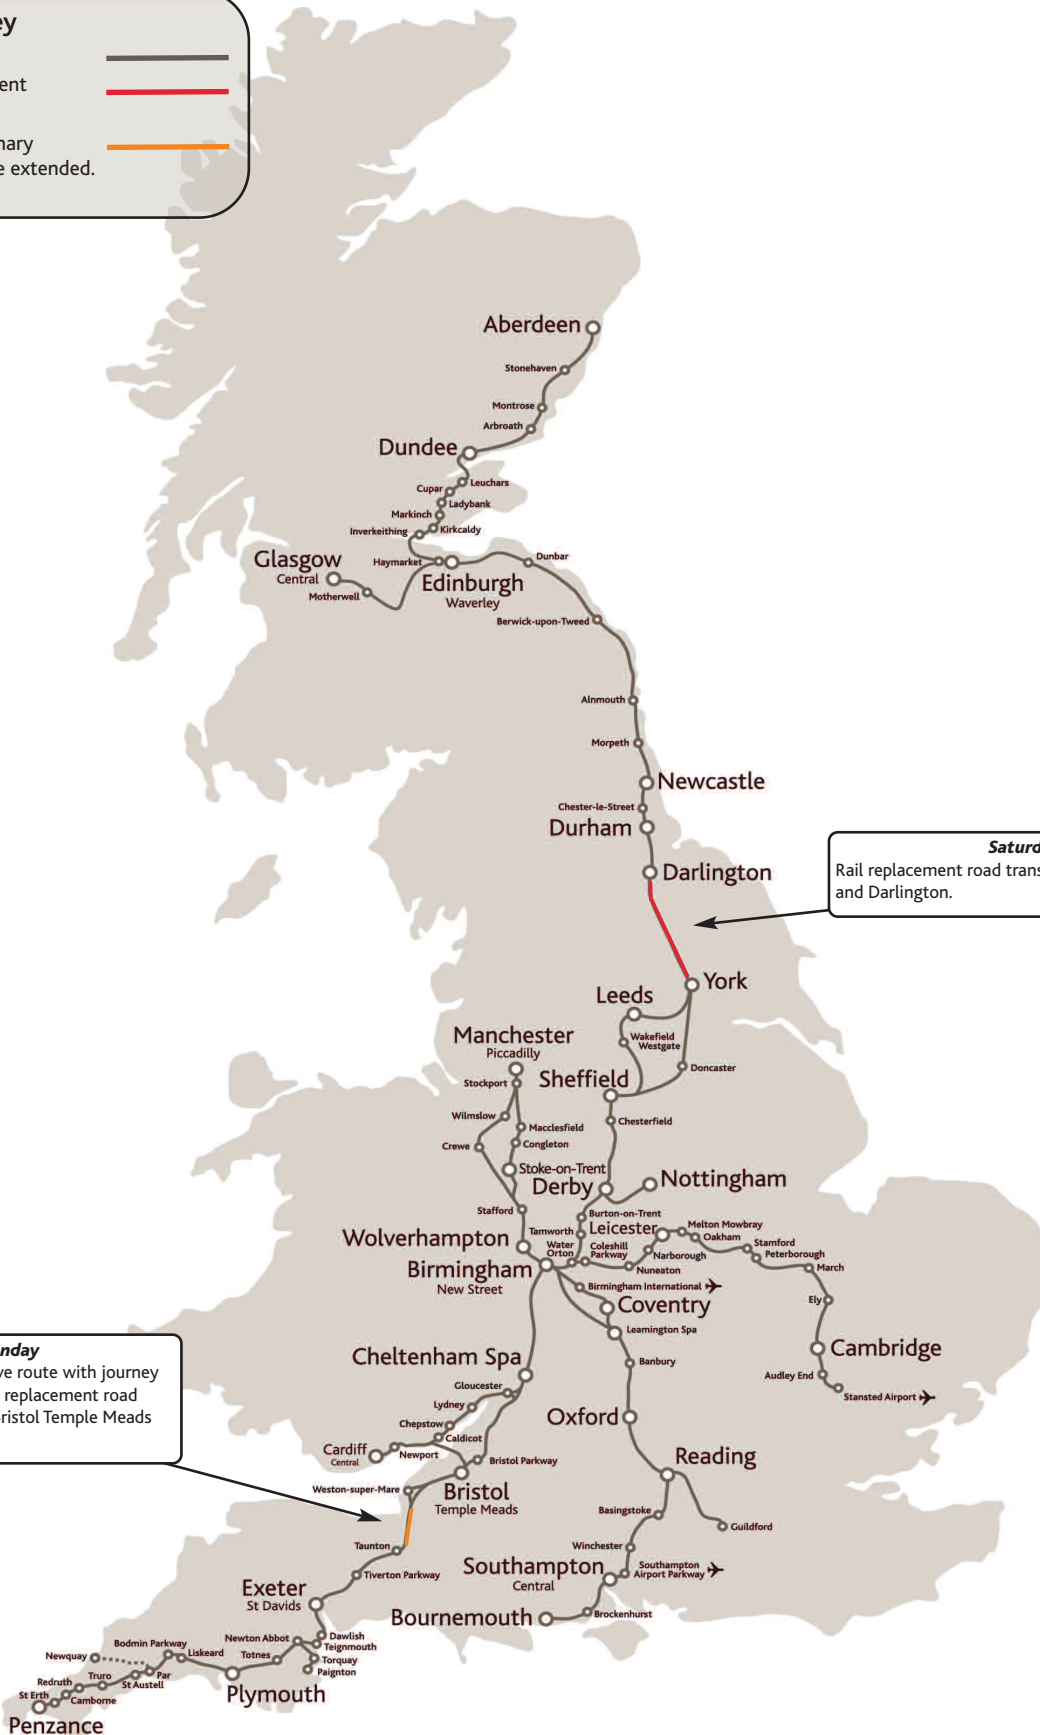 ey
ent
nary
e extended.
Aberdeen
Stonehaven
Montrose
Arbroath
Dundee
Leuchars
Cupar
Ladybank
Markinch
Kirkcaldy
Inverkeithing
Haymarket
Glasgow
Central
Motherwell
Edinburgh
Waverley
Dunbar
Berwick-upon-Tweed
Alnmouth
Morpeth
Newcastle
Chester-le-Street
Durham
Darlington
Saturd
Rail replacement road trans
and Darlington.
York
Leeds
Wakefield
Westgate
Doncaster
Manchester
Piccadilly
Stockport
Sheffield
Chesterfield
Wilmslow
Macclesfield
Crewe
Congleton
Stoke-on-Trent
Derby
Nottingham
Stafford
Burton-on-Trent
Tamworth
Leicester
Melton Mowbray
Oakham
Stamford
Peterborough
March
Wolverhampton
Water
Orton
Coleshill
Parkway
Narborough
Nuneaton
Birmingham
New Street
Birmingham International
Ely
Coventry
Leamington Spa
Cambridge
Banbury
Audley End
Stansted Airport
nday
ve route with journey
replacement road
Bristol Temple Meads
Cheltenham Spa
Gloucester
Lydney
Chepstow
Caldicot
Oxford
Cardiff
Central
Newport
Bristol Parkway
Reading
Weston-super-Mare
Bristol
Temple Meads
Basingstoke
Guildford
Taunton
Winchester
Tiverton Parkway
Southampton
Central
Southampton
Airport Parkway
Exeter
St Davids
Bournemouth
Brockenhurst
Dawlish
Teignmouth
Newton Abbot
Torquay
Paignton
Totnes
Bodmin Parkway
Liskeard
Newquay
Par
St Austell
Truro
Redruth
Camborne
St Erth
Plymouth
Penzance